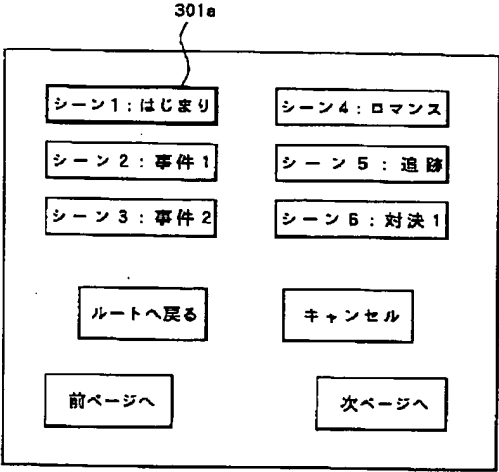 301a
シーン1:はじまり
シーン4:ロマンス
シーン2:事件1
シーン5:追跡
シーン3:事件2
シーン6:対決1
ルートへ戻る
キャンセル
前ページへ
次ページへ